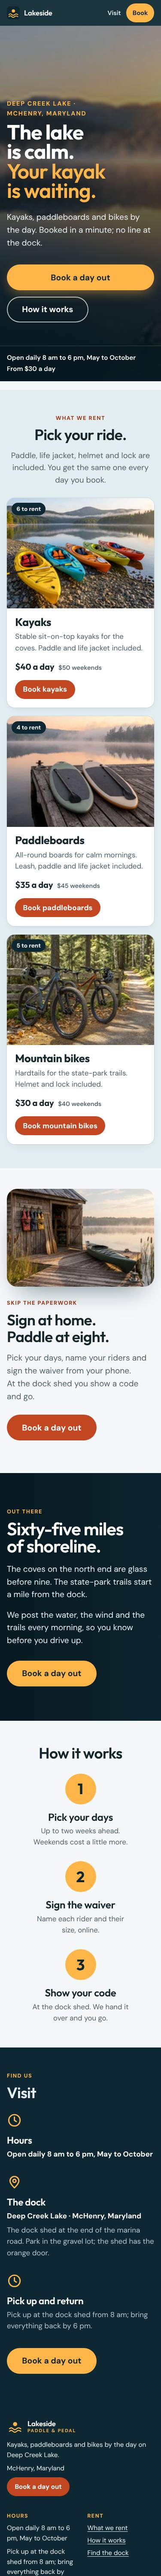 Lakeside
Visit
Book
DEEP CREEK LAKE ·
MCHENRY, MARYLAND
The lake
is calm.
Your kayak
is waiting.
Kayaks, paddleboards and bikes by
the day. Booked in a minute; no line at
the dock.
Book a day out
How it works
Open daily 8 am to 6 pm, May to October
From $30 a day
WHAT WE RENT
Pick your ride.
Paddle, life jacket, helmet and lock are
included. You get the same one every
day you book.
6 to rent
Kayaks
Stable sit-on-top kayaks for the
coves. Paddle and life jacket included.
$40 a day $50 weekends
Book kayaks
4 to rent
Paddleboards
All-round boards for calm mornings.
Leash, paddle and life jacket included.
$35 a day $45 weekends
Book paddleboards
5 to rent
Mountain bikes
Hardtails for the state-park trails.
Helmet and lock included.
$30 a day $40 weekends
Book mountain bikes
SKIP THE PAPERWORK
Sign at home.
Paddle at eight.
Pick your days, name your riders and
sign the waiver from your phone.
At the dock shed you show a code
and go.
Book a day out
OUT THERE
Sixty-five miles
of shoreline.
The coves on the north end are glass
before nine. The state-park trails start
a mile from the dock.
We post the water, the wind and the
trails every morning, so you know
before you drive up.
Book a day out
How it works
1
Pick your days
Up to two weeks ahead.
Weekends cost a little more.
2
Sign the waiver
Name each rider and their
size, online.
3
Show your code
At the dock shed. We hand it
over and you go.
FIND US
Visit
Hours
Open daily 8 am to 6 pm, May to October
The dock
Deep Creek Lake · McHenry, Maryland
The dock shed at the end of the marina
road. Park in the gravel lot; the shed has the
orange door.
Pick up and return
Pick up at the dock shed from 8 am; bring
everything back by 6 pm.
Book a day out
Lakeside
PADDLE & PEDAL
Kayaks, paddleboards and bikes by the day on
Deep Creek Lake.
McHenry, Maryland
Book a day out
HOURS
Open daily 8 am to 6
pm, May to October
Pick up at the dock
shed from 8 am; bring
everything back by
RENT
What we rent
How it works
Find the dock